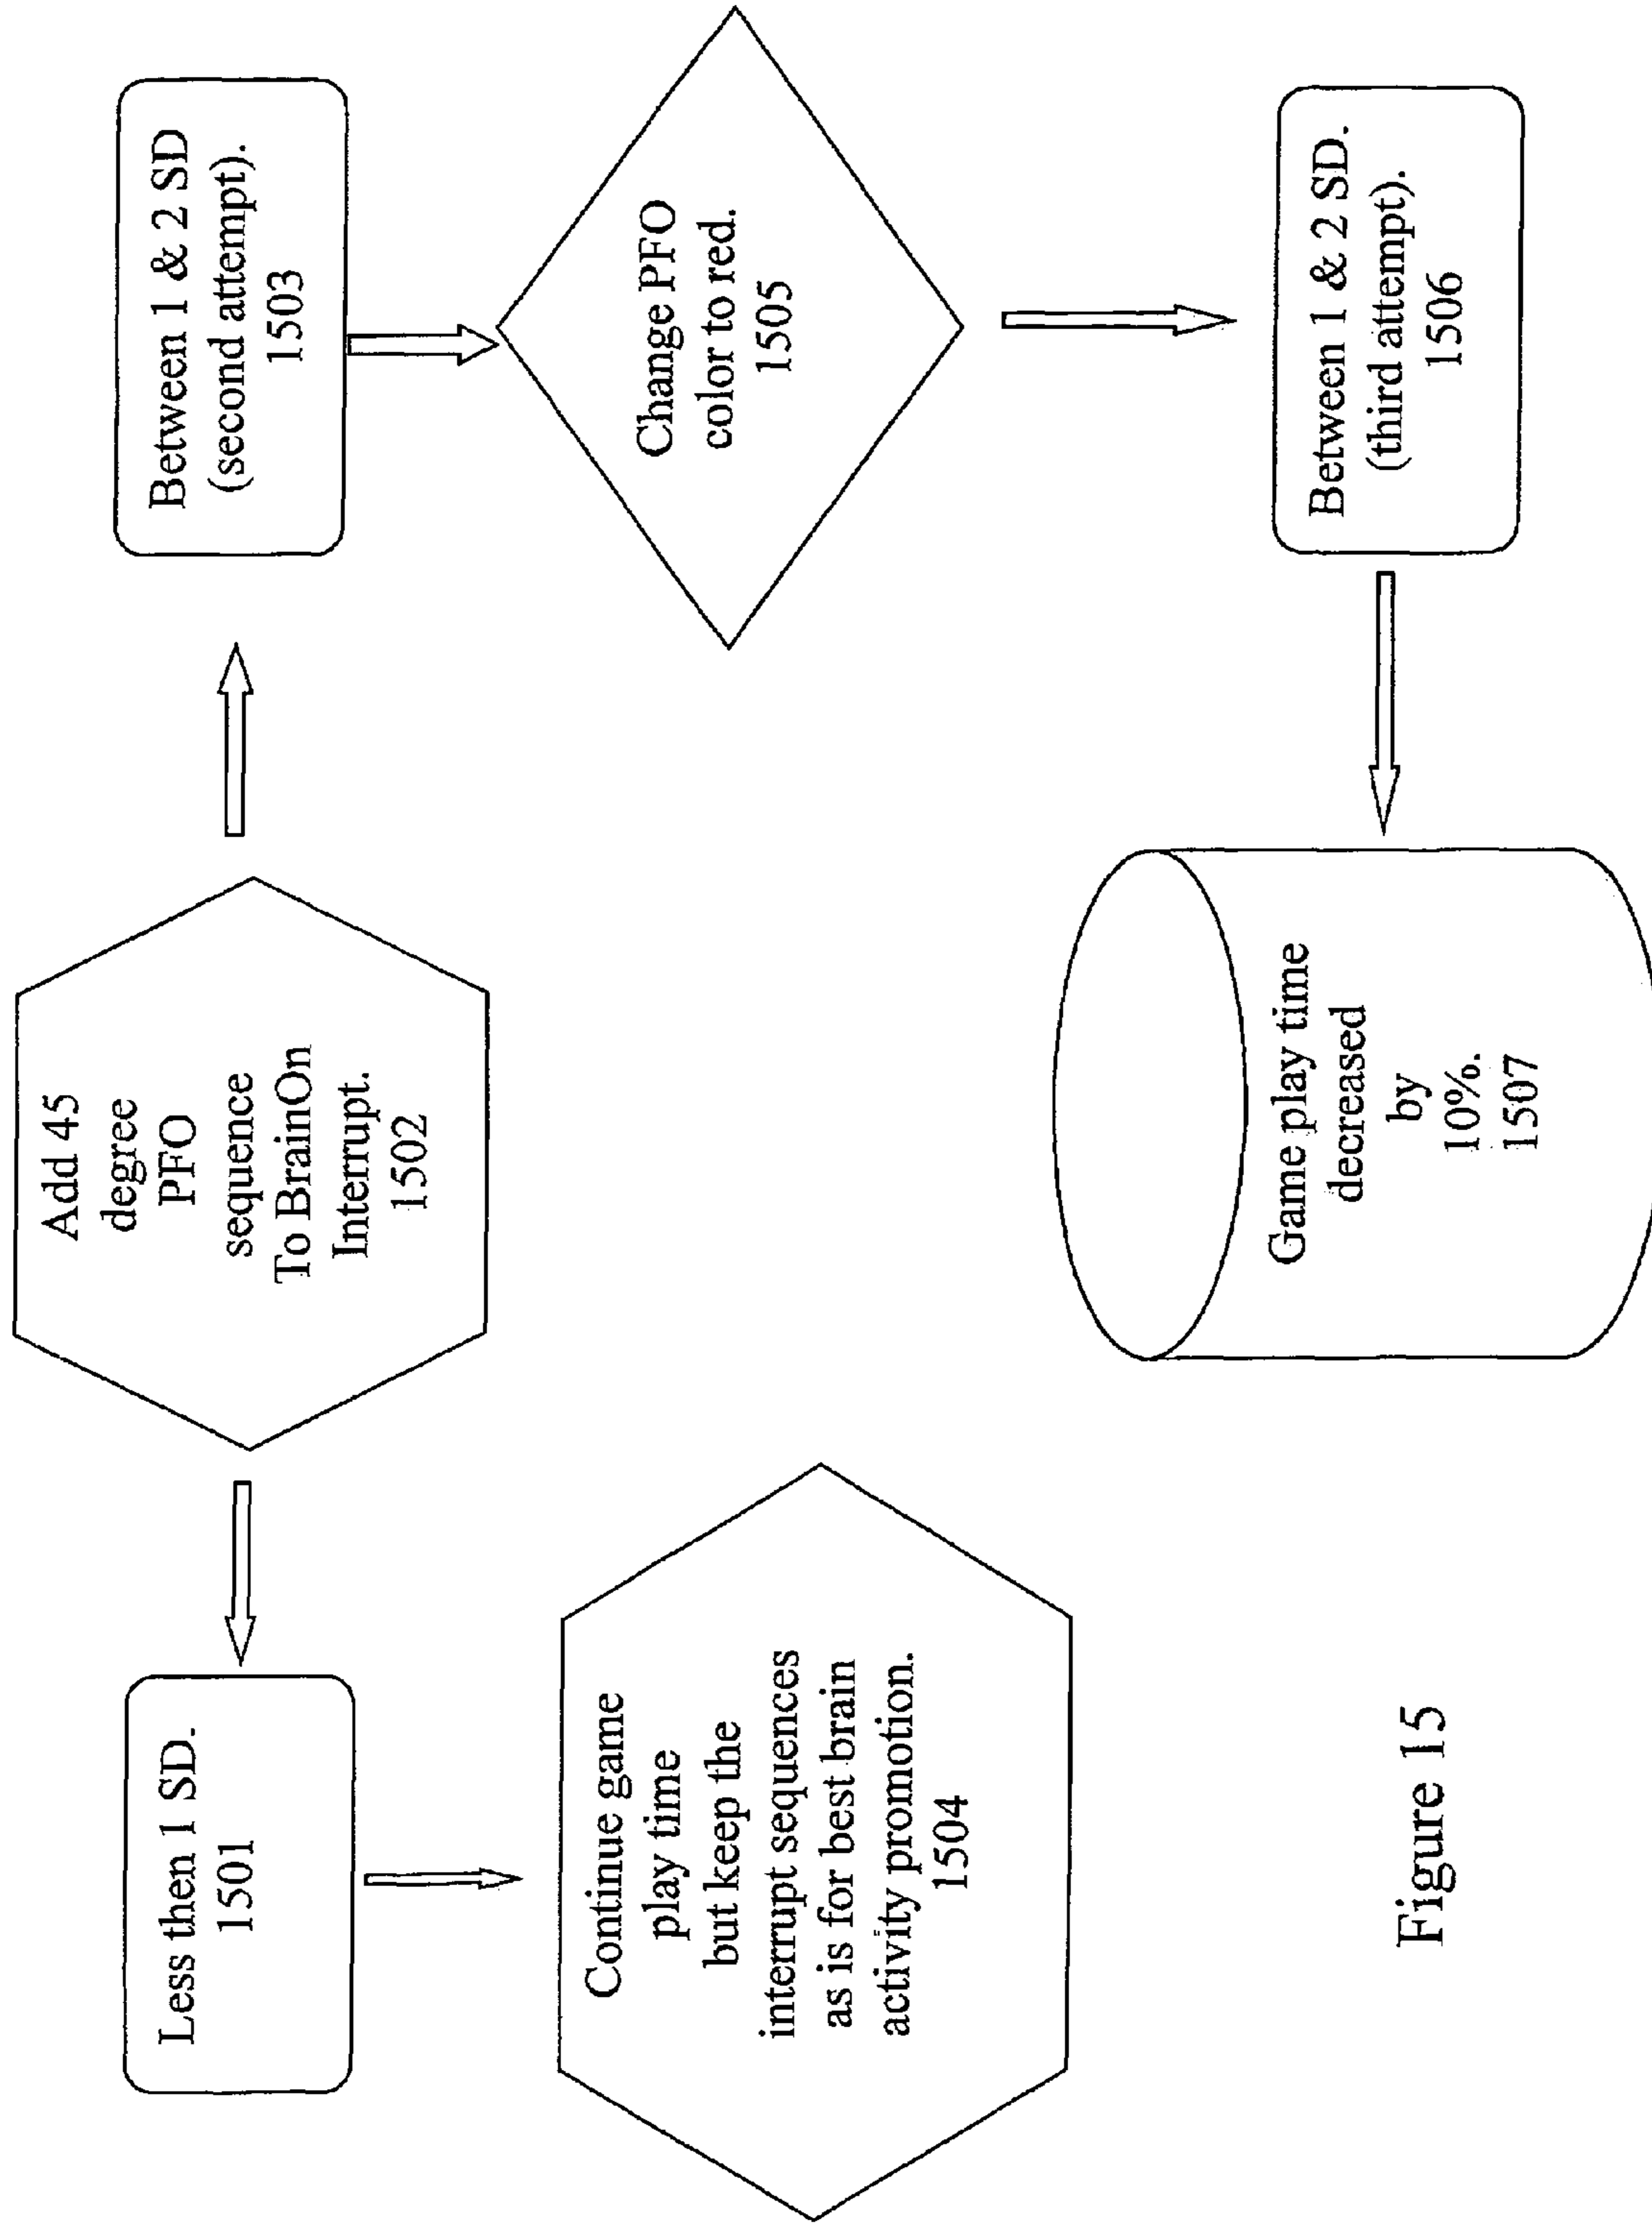 Less then 1 SD.
1501
Add 45
degree
PFO
sequence
To BrainOn
Interrupt.
1502
Between 1 & 2 SD
(second attempt).
1503
Continue game
play time
but keep the
interrupt sequences
as is for best brain
activity promotion.
1504
Change PFO
color to red.
1505
Game play time
decreased
by
10%.
1507
Between 1 & 2 SD.
(third attempt).
1506
Figure 15